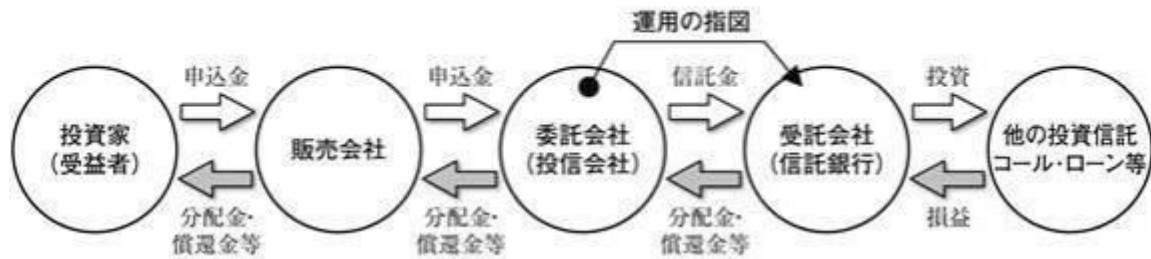 運用の指図
申込金
申込金
信託金
投資
投資家
(受益者)
販売会社
委託会社
(投信会社)
受託会社
(信託銀行)
他の投資信託
コール・ローン等
分配金・
償還金等
分配金・
償還金等
分配金・
償還金等
損益